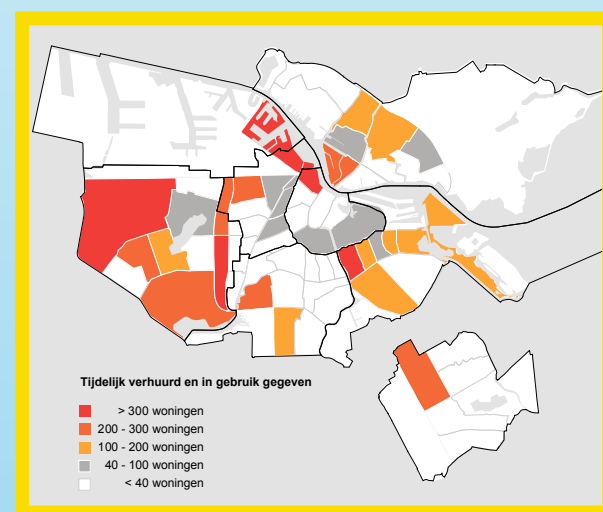 Tijdelijk verhuurd en in gebruik gegeven
> 300 woningen
200 - 300 woningen
100 - 200 woningen
40 - 100 woningen
< 40 woningen